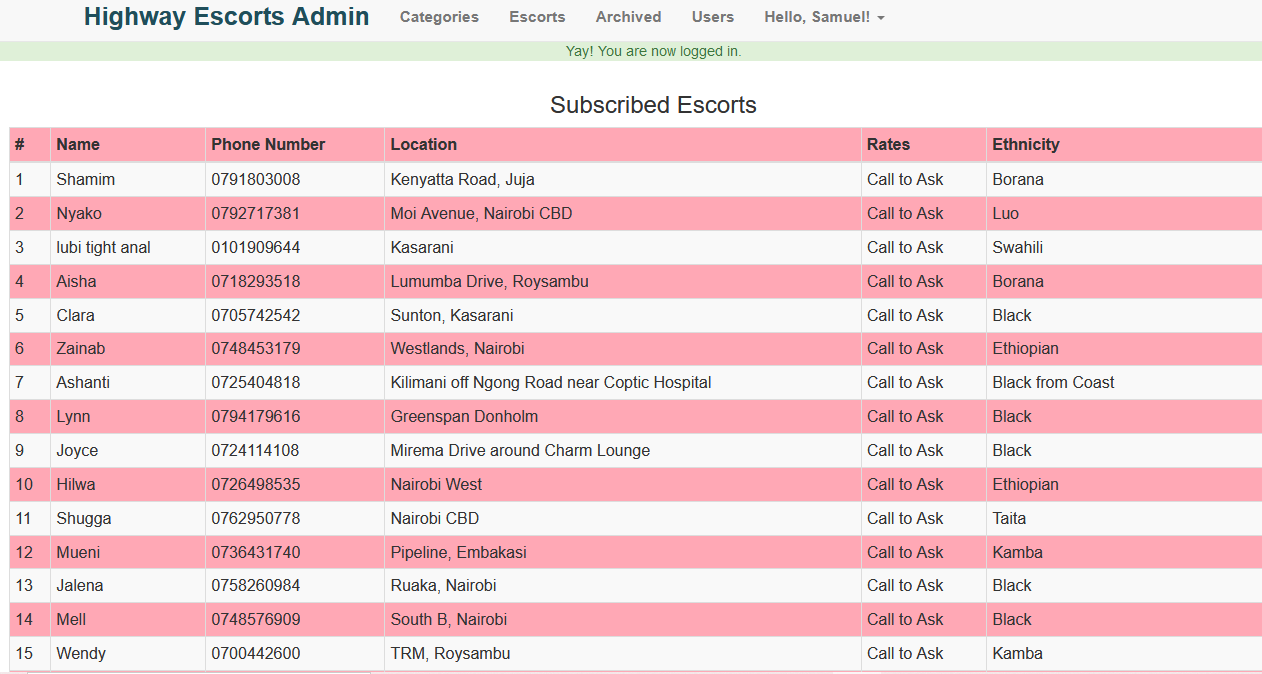 Highway Escorts Admin Categories Escorts Archived Users Hello, Samuel!
Yay! You are now logged in.
Subscribed Escorts
# Name Phone Number Location Rates Ethnicity
1 Shamim 0791803008 Kenyatta Road, Juja Call to Ask Borana
2 Nyako 0792717381 Moi Avenue, Nairobi CBD Call to Ask Luo
3 lubi tight anal 0101909644 Kasarani Call to Ask Swahili
4 Aisha 0718293518 Lumumba Drive, Roysambu Call to Ask Borana
5 Clara 0705742542 Sunton, Kasarani Call to Ask Black
6 Zainab 0748453179 Westlands, Nairobi Call to Ask Ethiopian
7 Ashanti 0725404818 Kilimani off Ngong Road near Coptic Hospital Call to Ask Black from Coast
8 Lynn 0794179616 Greenspan Donholm Call to Ask Black
9 Joyce 0724114108 Mirema Drive around Charm Lounge Call to Ask Black
10 Hilwa 0726498535 Nairobi West Call to Ask Ethiopian
11 Shugga 0762950778 Nairobi CBD Call to Ask Taita
12 Mueni 0736431740 Pipeline, Embakasi Call to Ask Kamba
13 Jalena 0758260984 Ruaka, Nairobi Call to Ask Black
14 Mell 0748576909 South B, Nairobi Call to Ask Black
15 Wendy 0700442600 TRM, Roysambu Call to Ask Kamba